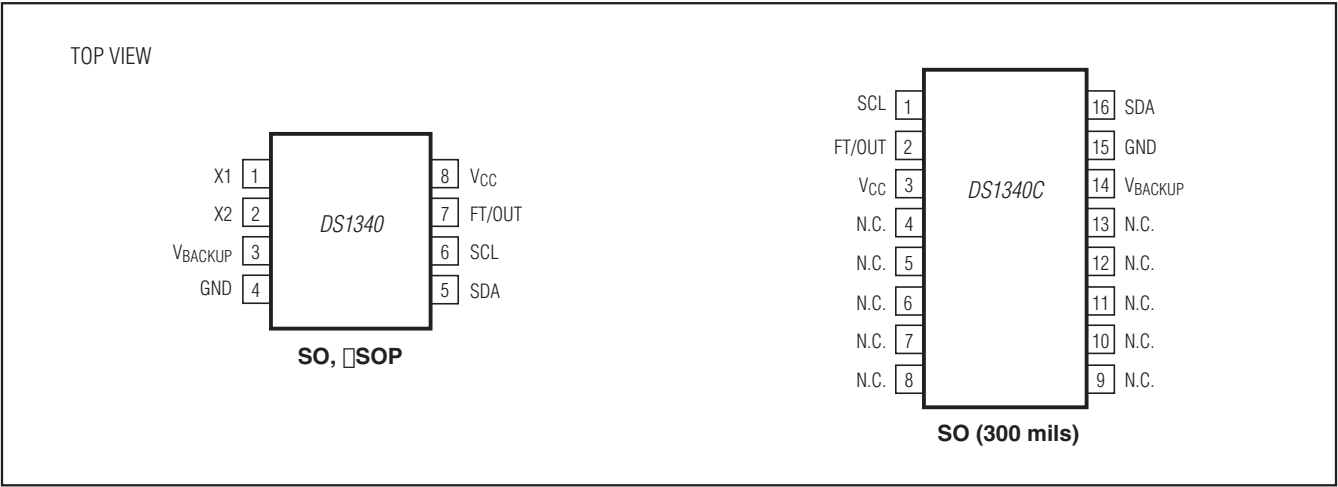 TOP VIEW
X1 1
X2 2
VBACKUP 3
GND 4
DS1340
8 VCC
7 FT/OUT
6 SCL
5 SDA
SO, □SOP
SCL 1
FT/OUT 2
VCC 3
N.C. 4
N.C. 5
N.C. 6
N.C. 7
N.C. 8
DS1340C
16 SDA
15 GND
14 VBACKUP
13 N.C.
12 N.C.
11 N.C.
10 N.C.
9 N.C.
SO (300 mils)